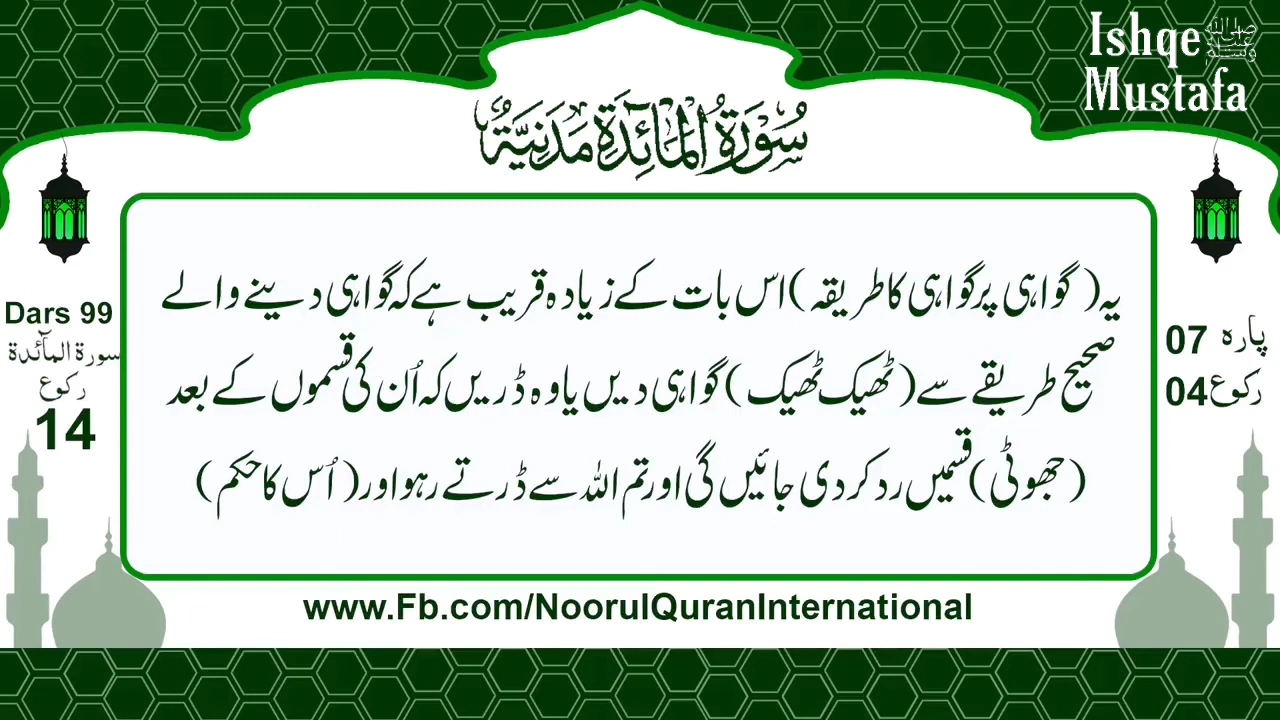 Ishqe ﷺ
Mustafa
سُوْرَۃُ الْمَآئِدَۃِ مَدَنِیَّۃٌ
یہ (گواہی پر گواہی کا طریقہ) اس بات کے زیادہ قریب ہے کہ گواہی دینے والے
صحیح طریقے سے (ٹھیک ٹھیک) گواہی دیں یا وہ ڈریں کہ اُن کی قسموں کے بعد
(جھوٹی) قسمیں رد کر دی جائیں گی اور تم اللہ سے ڈرتے رہو اور (اُس کا حکم)
Dars 99
سورۃ المآئدۃ
رکوع
14
پارہ 07
رکوع 04
www.Fb.com/NoorulQuranInternational